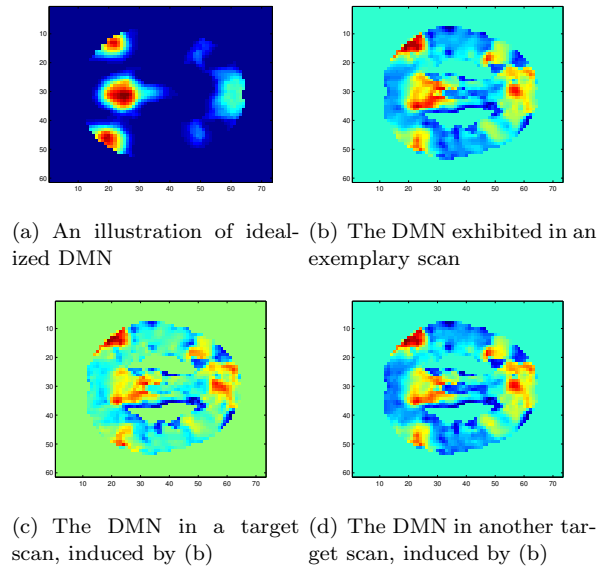 10
20
30
40
50
60
10 20 30 40 50 60 70
10
20
30
40
50
60
10 20 30 40 50 60 70
(a) An illustration of ideal-
ized DMN
(b) The DMN exhibited in an
exemplary scan
10
20
30
40
50
60
10 20 30 40 50 60 70
10
20
30
40
50
60
10 20 30 40 50 60 70
(c) The DMN in a target
scan, induced by (b)
(d) The DMN in another tar-
get scan, induced by (b)